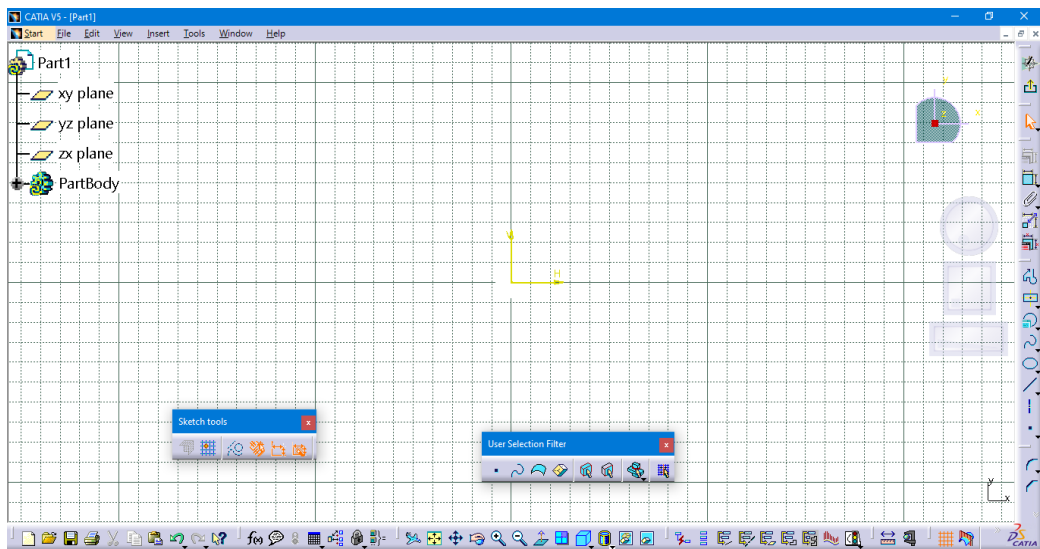 CATIA V5 - [Part1]
Start File Edit View Insert Tools Window Help
Part1
xy plane
yz plane
zx plane
PartBody
V
H
Sketch tools
User Selection Filter
y
x
f(x)
CATIA